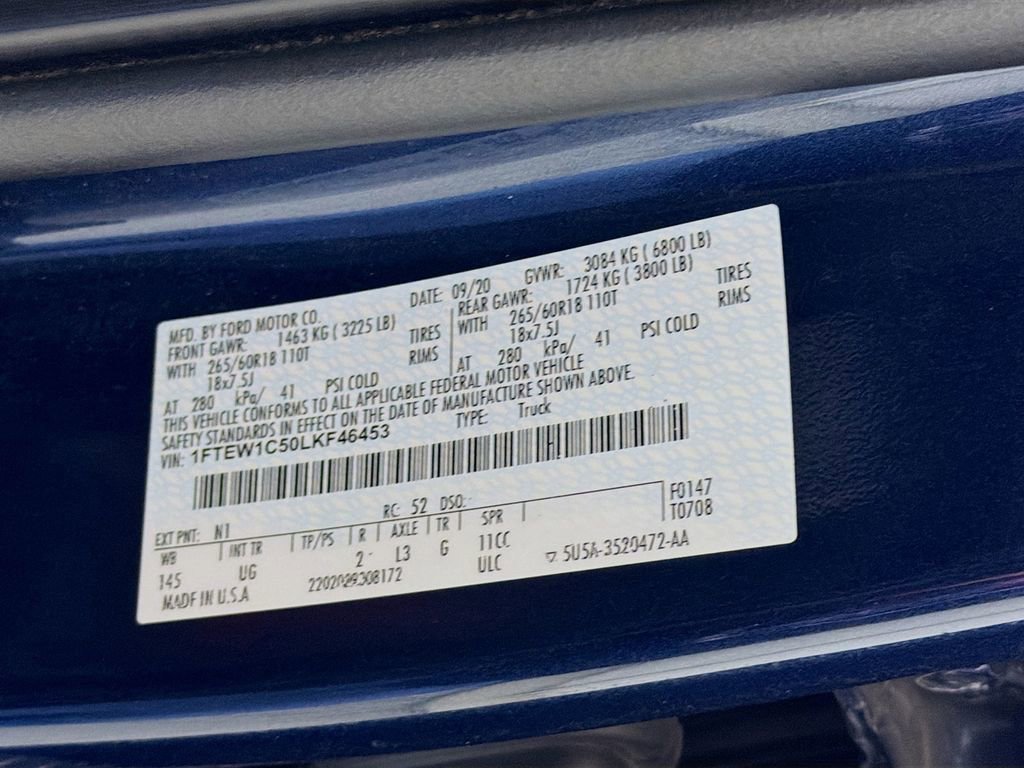 MFD. BY FORD MOTOR CO.
DATE: 09/20 GVWR: 3084 KG ( 6800 LB)
FRONT GAWR: 1463 KG ( 3225 LB)
WITH 265/60R18 110T TIRES
18x7.5J RIMS
AT 280 kPa/ 41 PSI COLD
REAR GAWR: 1724 KG ( 3800 LB)
WITH 265/60R18 110T TIRES
18x7.5J RIMS
AT 280 kPa/ 41 PSI COLD
THIS VEHICLE CONFORMS TO ALL APPLICABLE FEDERAL MOTOR VEHICLE
SAFETY STANDARDS IN EFFECT ON THE DATE OF MANUFACTURE SHOWN ABOVE.
VIN: 1FTEW1C50LKF46453 TYPE: Truck
EXT PNT: N1 RC: 52 DSO:
WB INT TR TP/PS R AXLE TR SPR
145 UG 2 L3 G 11CC
ULC
F0147
T0708
MADE IN U.S.A 5U5A-3520472-AA